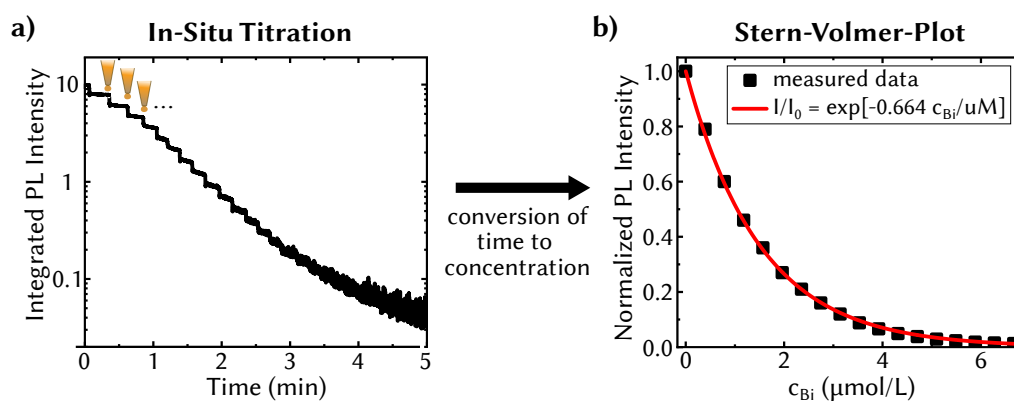 a)
In-Situ Titration
Integrated PL Intensity
10
1
0.1
...
0
1
2
3
4
5
Time (min)
conversion of
time to
concentration
b)
Stern-Volmer-Plot
Normalized PL Intensity
1.0
0.8
0.6
0.4
0.2
0.0
measured data
I/I₀ = exp[-0.664 c_Bi/uM]
0
2
4
6
c_Bi (μmol/L)